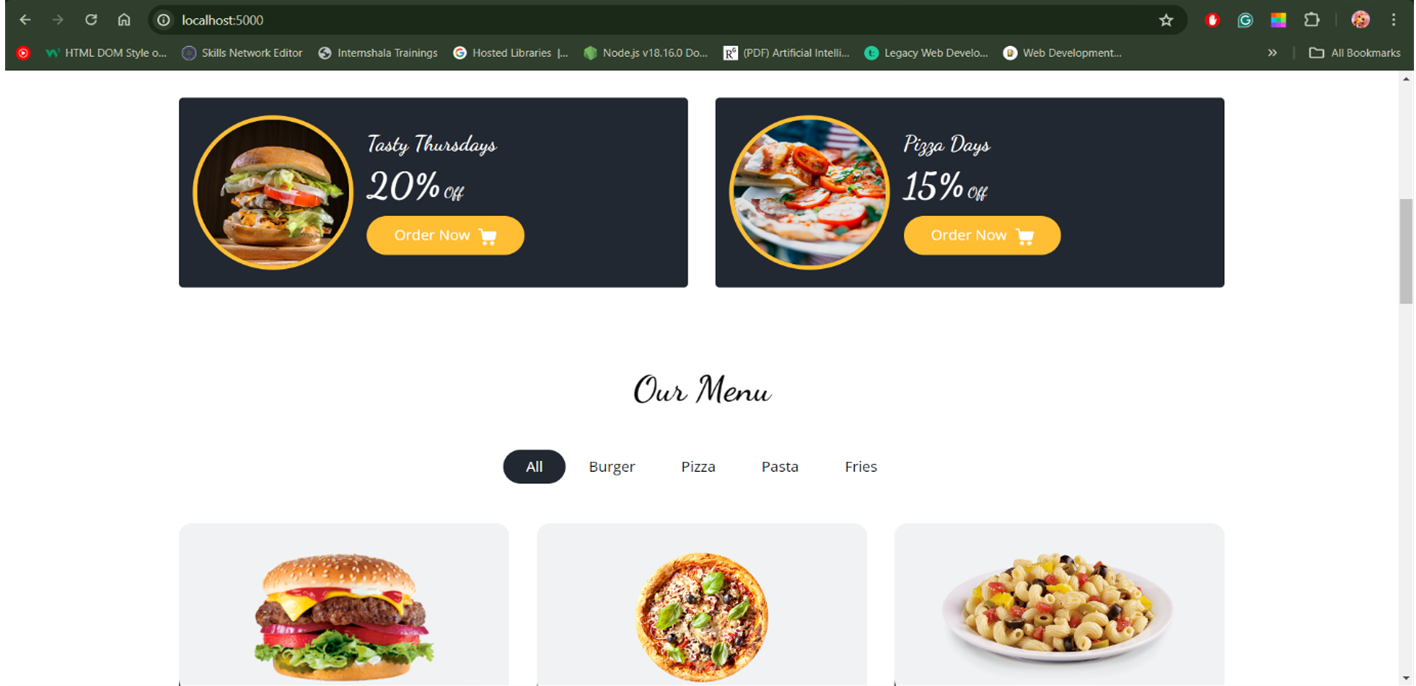 localhost:5000
HTML DOM Style o...
Skills Network Editor
Internshala Trainings
Hosted Libraries |...
Node.js v18.16.0 Do...
(PDF) Artificial Intelli...
Legacy Web Develo...
Web Development...
»
All Bookmarks
Tasty Thursdays
20% Off
Order Now
Pizza Days
15% Off
Order Now
Our Menu
All
Burger
Pizza
Pasta
Fries